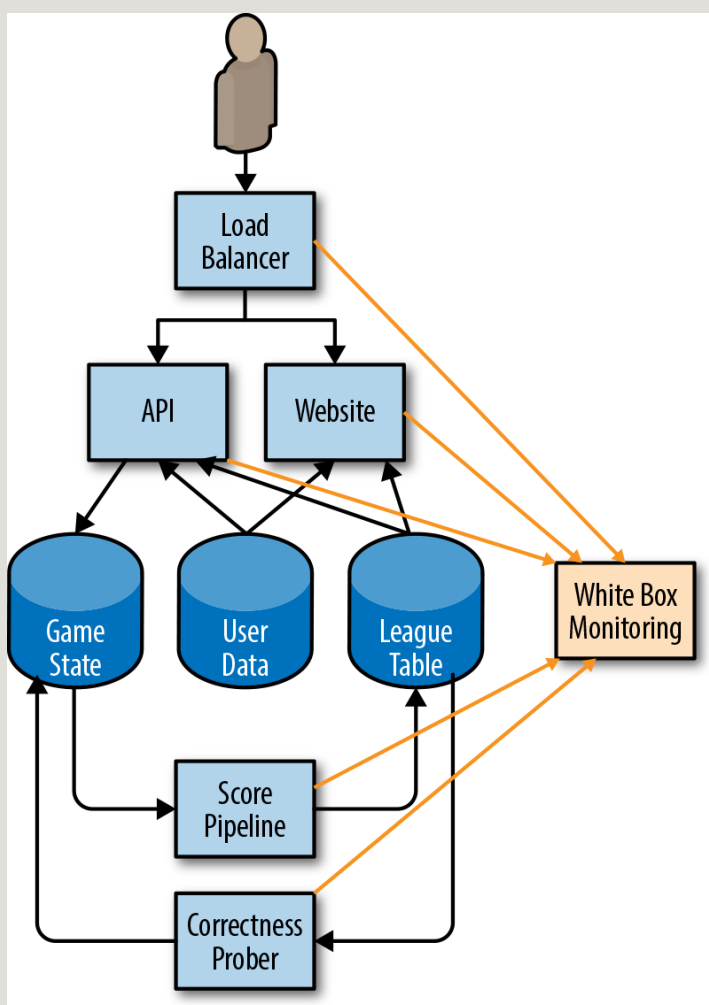 Load
Balancer
API
Website
Game
State
User
Data
League
Table
White Box
Monitoring
Score
Pipeline
Correctness
Prober